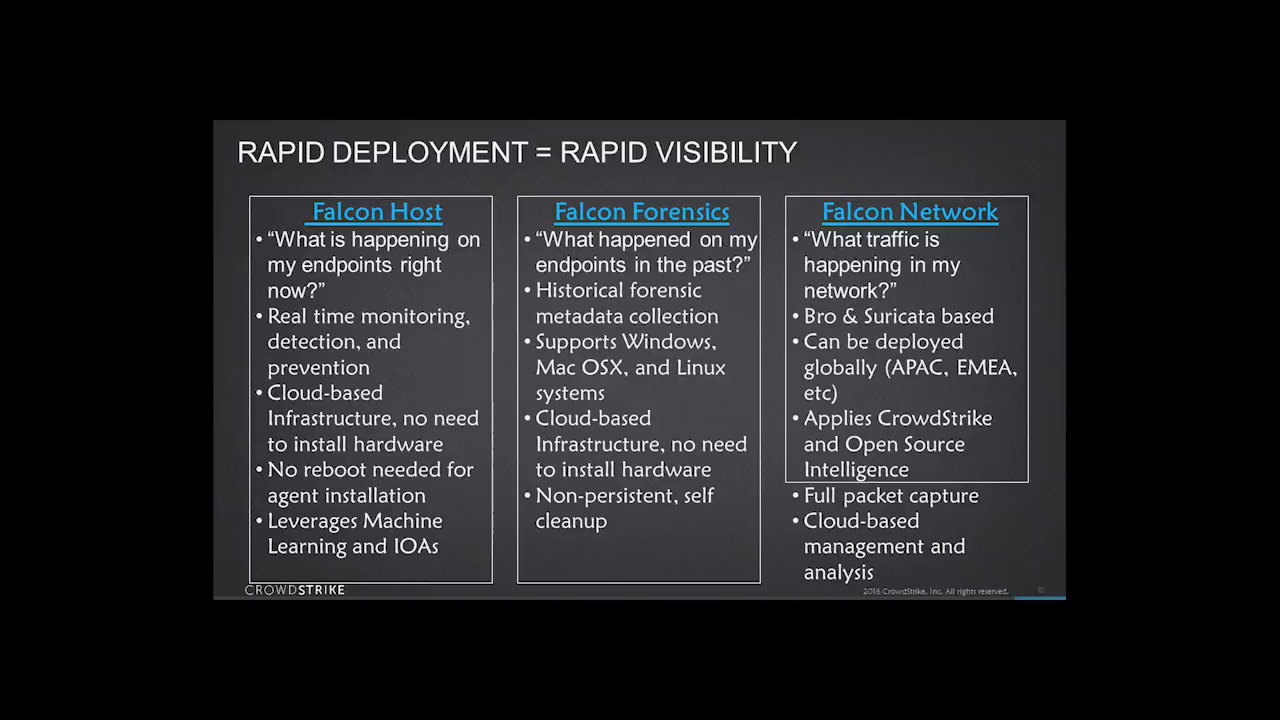 RAPID DEPLOYMENT = RAPID VISIBILITY
Falcon Host
• “What is happening on
my endpoints right
now?”
• Real time monitoring,
detection, and
prevention
• Cloud-based
Infrastructure, no need
to install hardware
• No reboot needed for
agent installation
• Leverages Machine
Learning and IOAs
Falcon Forensics
• “What happened on my
endpoints in the past?”
• Historical forensic
metadata collection
• Supports Windows,
Mac OSX, and Linux
systems
• Cloud-based
Infrastructure, no need
to install hardware
• Non-persistent, self
cleanup
Falcon Network
• “What traffic is
happening in my
network?”
• Bro & Suricata based
• Can be deployed
globally (APAC, EMEA,
etc)
• Applies CrowdStrike
and Open Source
Intelligence
• Full packet capture
• Cloud-based
management and
analysis
CROWDSTRIKE
2016 CrowdStrike, Inc. All rights reserved.
10